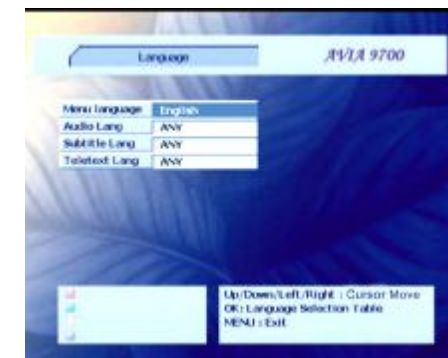 Language
AVIA 9700
Menu language English
Audio Lang ANY
Subtitle Lang ANY
Teletext Lang ANY
Up/Down/Left/Right : Cursor Move
OK: Language Selection Table
MENU : Exit